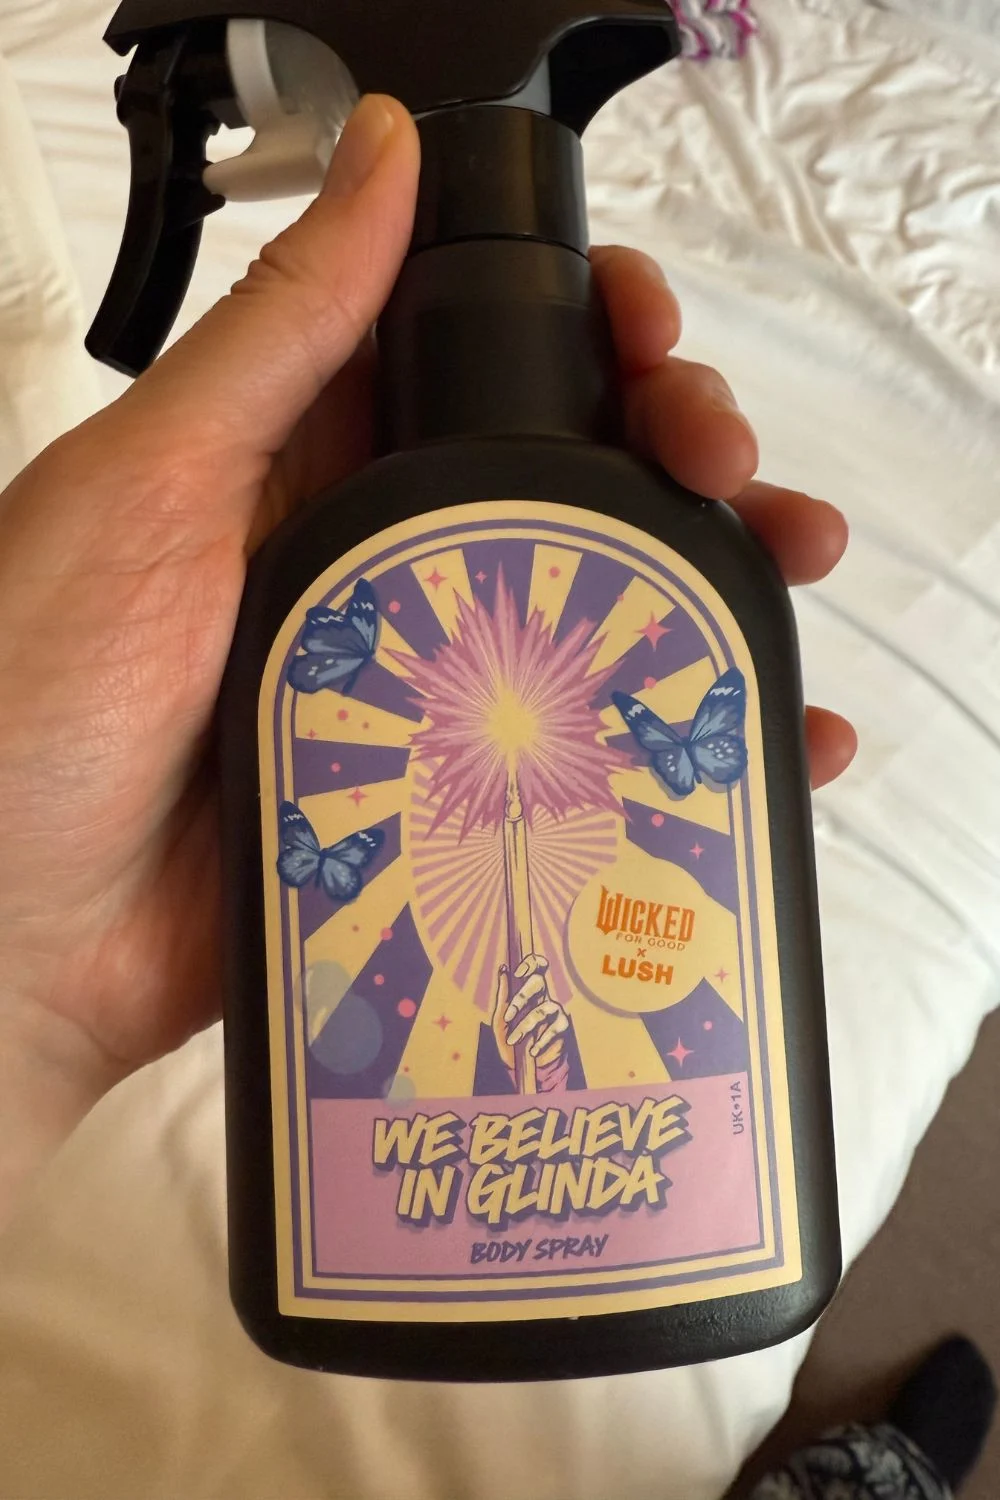 WICKED
FOR GOOD
X
LUSH
UK•1A
WE BELIEVE
IN GLINDA
BODY SPRAY